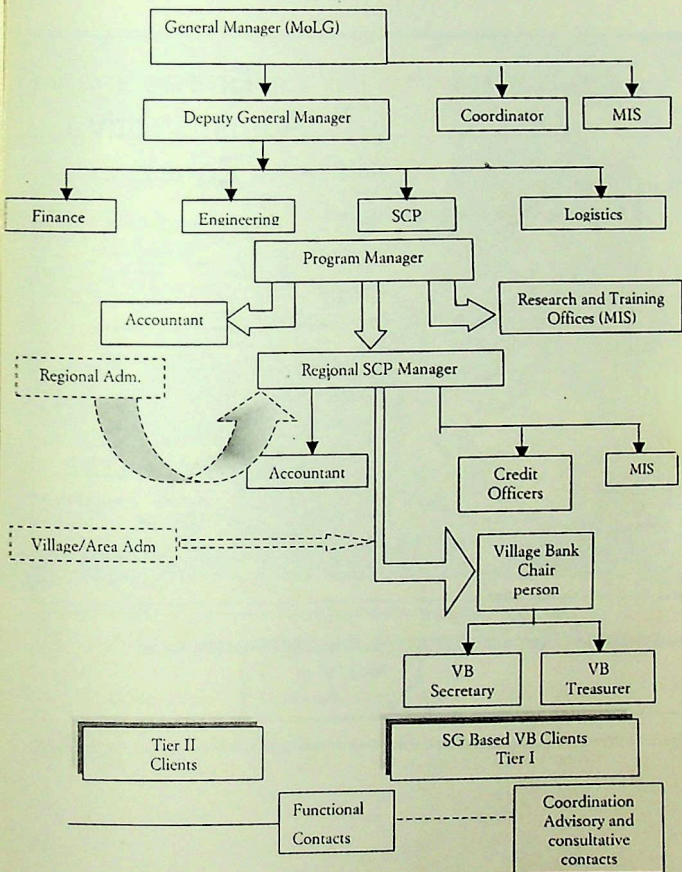 General Manager (MoLG)
Deputy General Manager
Coordinator
MIS
Finance
Engineering
SCP
Logistics
Program Manager
Accountant
Research and Training
Offices (MIS)
Regional Adm.
Regional SCP Manager
Accountant
Credit
Officers
MIS
Village/Area Adm
Village Bank
Chair
person
VB
Secretary
VB
Treasurer
Tier II
Clients
SG Based VB Clients
Tier I
Functional
Contacts
Coordination
Advisory and
consultative
contacts